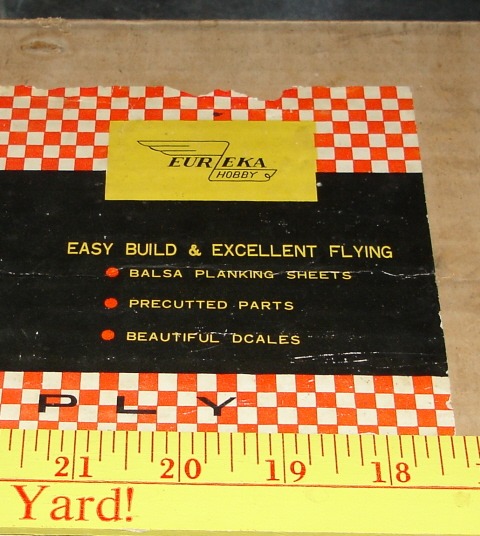 EUREKA
HOBBY
EASY BUILD & EXCELLENT FLYING
BALSA PLANKING SHEETS
PRECUTTED PARTS
BEAUTIFUL DCALES
PLY
21 20 19 18
Yard!